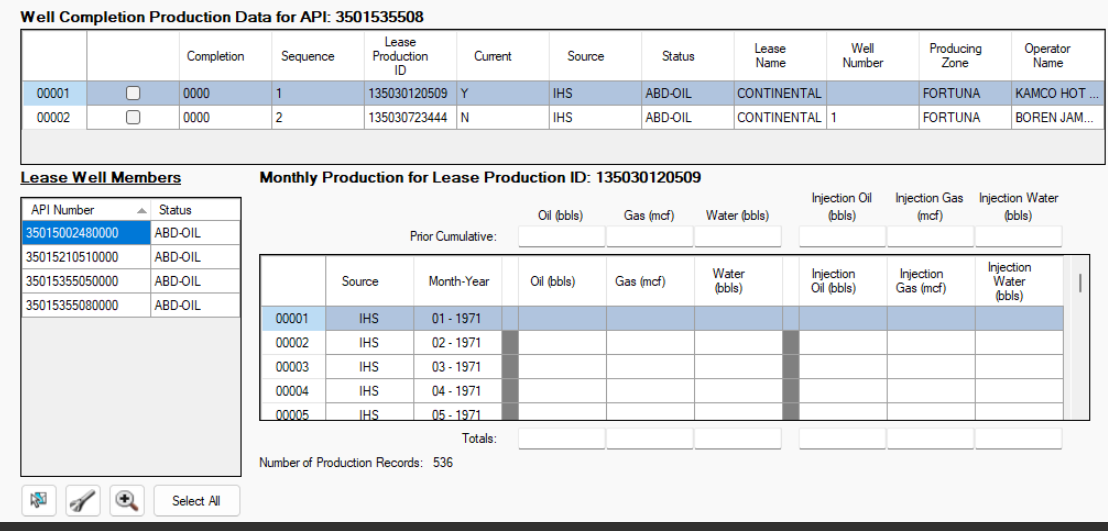 Well Completion Production Data for API: 3501535508
Completion Sequence Lease Production ID Current Source Status Lease Name Well Number Producing Zone Operator Name
00001 0000 1 135030120509 Y IHS ABD-OIL CONTINENTAL FORTUNA KAMCO HOT ...
00002 0000 2 135030723444 N IHS ABD-OIL CONTINENTAL 1 FORTUNA BOREN JAM...
Lease Well Members
API Number Status
35015002480000 ABD-OIL
35015210510000 ABD-OIL
35015355050000 ABD-OIL
35015355080000 ABD-OIL
Select All
Monthly Production for Lease Production ID: 135030120509
Oil (bbls) Gas (mcf) Water (bbls) Injection Oil (bbls) Injection Gas (mcf) Injection Water (bbls)
Prior Cumulative:
Source Month-Year Oil (bbls) Gas (mcf) Water (bbls) Injection Oil (bbls) Injection Gas (mcf) Injection Water (bbls)
00001 IHS 01 - 1971
00002 IHS 02 - 1971
00003 IHS 03 - 1971
00004 IHS 04 - 1971
00005 IHS 05 - 1971
Totals:
Number of Production Records: 536